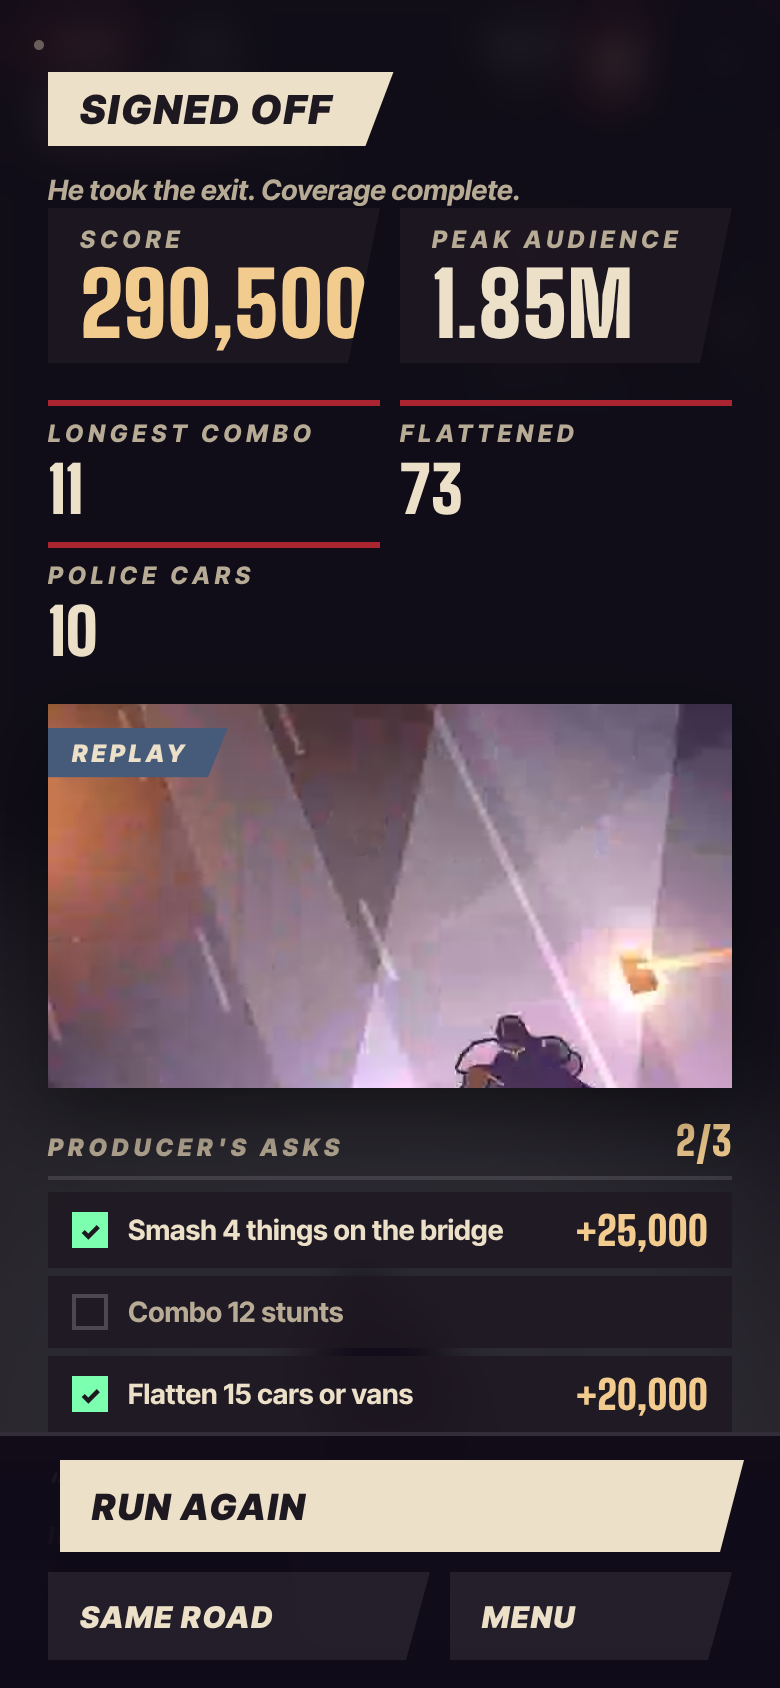 SIGNED OFF
He took the exit. Coverage complete.
SCORE
290,500
PEAK AUDIENCE
1.85M
LONGEST COMBO
11
FLATTENED
73
POLICE CARS
10
REPLAY
PRODUCER'S ASKS
2/3
Smash 4 things on the bridge
+25,000
Combo 12 stunts
Flatten 15 cars or vans
+20,000
RUN AGAIN
SAME ROAD
MENU